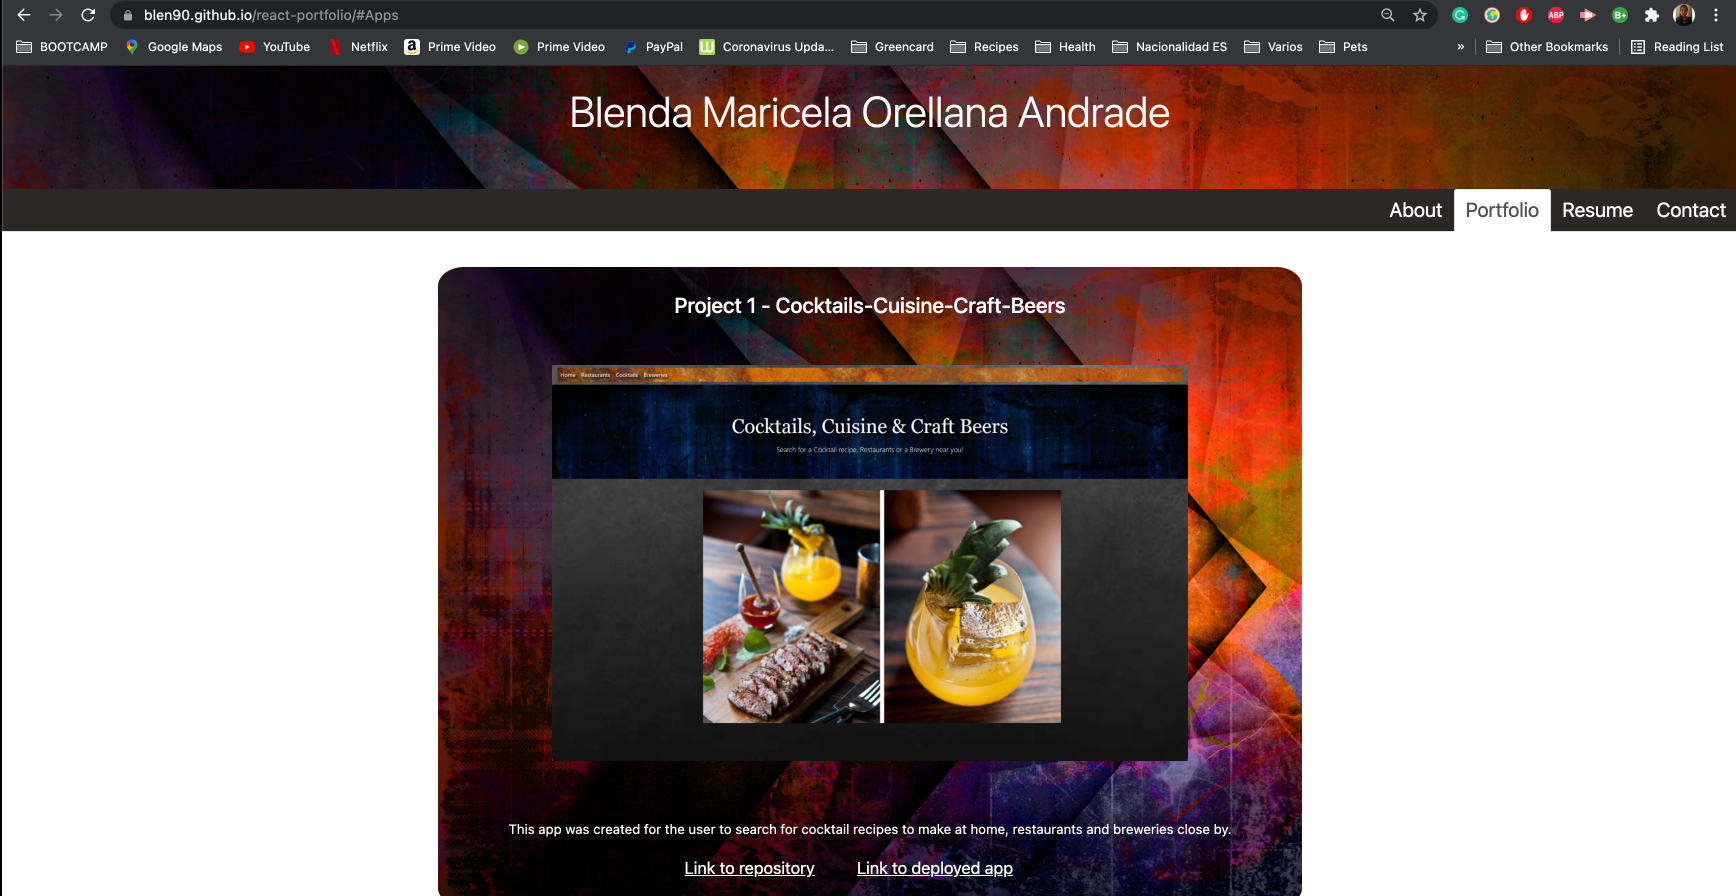 blen90.github.io/react-portfolio/#Apps
ABP
B+
BOOTCAMP Google Maps YouTube Netflix a Prime Video Prime Video PayPal Coronavirus Upda... Greencard Recipes Health Nacionalidad ES Varios Pets » Other Bookmarks Reading List
Blenda Maricela Orellana Andrade
About Portfolio Resume Contact
Project 1 - Cocktails-Cuisine-Craft-Beers
Home Restaurants Cocktails Breweries
Cocktails, Cuisine & Craft Beers
Search for a Cocktail recipe, Restaurants or a Brewery near you!
This app was created for the user to search for cocktail recipes to make at home, restaurants and breweries close by.
Link to repository Link to deployed app